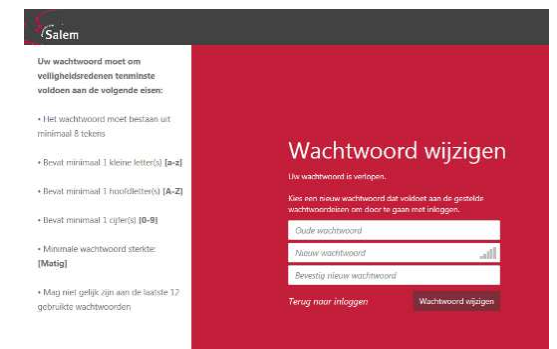 Salem
Uw wachtwoord moet om
veiligheidsredenen tenminste
voldoen aan de volgende eisen:
• Het wachtwoord moet bestaan uit
minimaal 8 tekens
• Bevat minimaal 1 kleine letter(s) [a-z]
• Bevat minimaal 1 hoofdletter(s) [A-Z]
• Bevat minimaal 1 cijfer(s) [0-9]
• Minimale wachtwoord sterkte:
[Matig]
• Mag niet gelijk zijn aan de laatste 12
gebruikte wachtwoorden
Wachtwoord wijzigen
Uw wachtwoord is verlopen.
Kies een nieuw wachtwoord dat voldoet aan de gestelde
wachtwoordeisen om door te gaan met inloggen.
Oude wachtwoord
Nieuw wachtwoord
Bevestig nieuw wachtwoord
Terug naar inloggen
Wachtwoord wijzigen